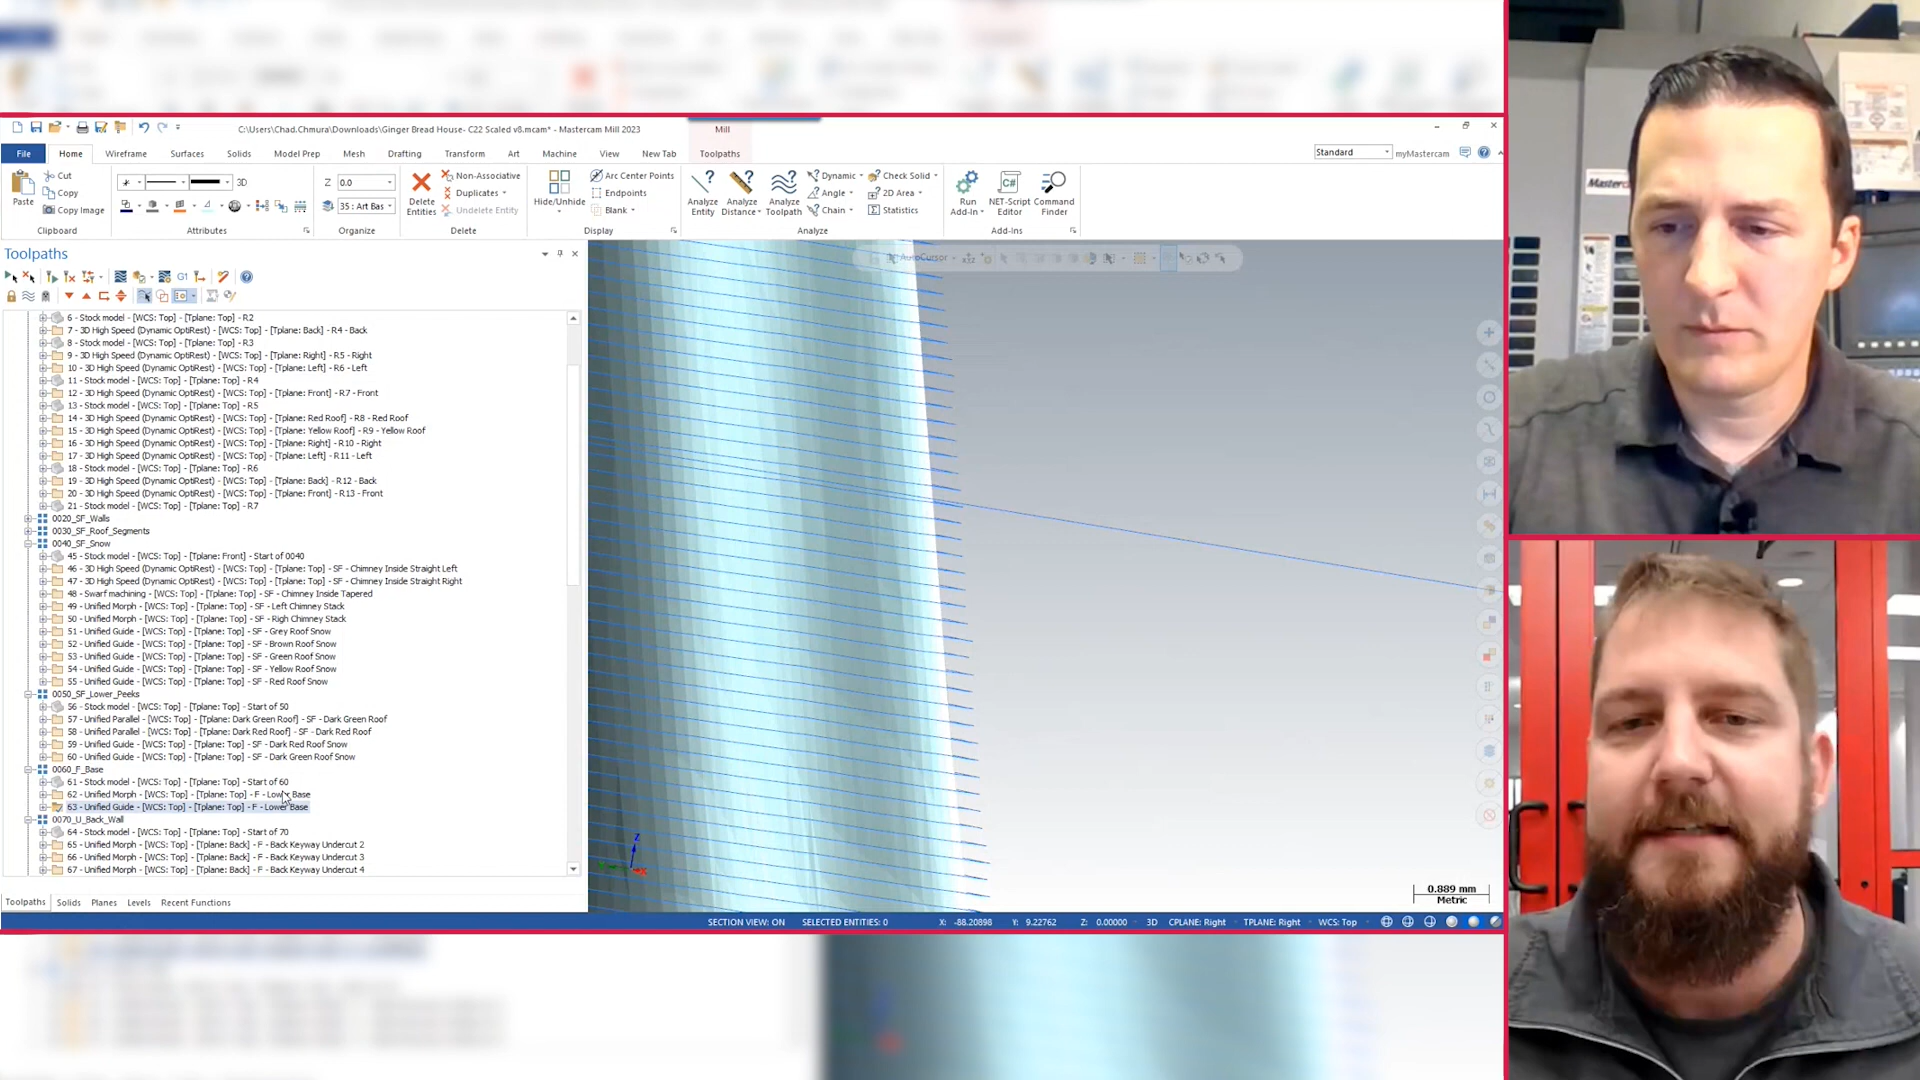 C:\Users\Chad.Chmura\Downloads\Ginger Bread House- C22 Scaled v8.mcam* - Mastercam Mill 2023
Mill
File Home Wireframe Surfaces Solids Model Prep Mesh Drafting Transform Art Machine View New Tab Toolpaths
Standard myMastercam
Paste Cut
Copy
Copy Image
Clipboard
3D
Attributes
Z 0.0
35 : Art Bas
Organize
Delete Entities
Non-Associative
Duplicates
Undelete Entity
Delete
Hide/Unhide
Arc Center Points
Endpoints
Blank
Display
Analyze Entity
Analyze Distance
Analyze Toolpath
Dynamic
Angle
Chain
Check Solid
2D Area
Statistics
Analyze
Run Add-In
C#
NET-Script Editor
Command Finder
Add-Ins
Toolpaths
G1
AutoCursor
6 - Stock model - [WCS: Top] - [Tplane: Top] - R2
7 - 3D High Speed (Dynamic OptiRest) - [WCS: Top] - [Tplane: Back] - R4 - Back
8 - Stock model - [WCS: Top] - [Tplane: Top] - R3
9 - 3D High Speed (Dynamic OptiRest) - [WCS: Top] - [Tplane: Right] - R5 - Right
10 - 3D High Speed (Dynamic OptiRest) - [WCS: Top] - [Tplane: Left] - R6 - Left
11 - Stock model - [WCS: Top] - [Tplane: Top] - R4
12 - 3D High Speed (Dynamic OptiRest) - [WCS: Top] - [Tplane: Front] - R7 - Front
13 - Stock model - [WCS: Top] - [Tplane: Top] - R5
14 - 3D High Speed (Dynamic OptiRest) - [WCS: Top] - [Tplane: Red Roof] - R8 - Red Roof
15 - 3D High Speed (Dynamic OptiRest) - [WCS: Top] - [Tplane: Yellow Roof] - R9 - Yellow Roof
16 - 3D High Speed (Dynamic OptiRest) - [WCS: Top] - [Tplane: Right] - R10 - Right
17 - 3D High Speed (Dynamic OptiRest) - [WCS: Top] - [Tplane: Left] - R11 - Left
18 - Stock model - [WCS: Top] - [Tplane: Top] - R6
19 - 3D High Speed (Dynamic OptiRest) - [WCS: Top] - [Tplane: Back] - R12 - Back
20 - 3D High Speed (Dynamic OptiRest) - [WCS: Top] - [Tplane: Front] - R13 - Front
21 - Stock model - [WCS: Top] - [Tplane: Top] - R7
0020_SF_Walls
0030_SF_Roof_Segments
0040_SF_Snow
45 - Stock model - [WCS: Top] - [Tplane: Front] - Start of 0040
46 - 3D High Speed (Dynamic OptiRest) - [WCS: Top] - [Tplane: Top] - SF - Chimney Inside Straight Left
47 - 3D High Speed (Dynamic OptiRest) - [WCS: Top] - [Tplane: Top] - SF - Chimney Inside Straight Right
48 - Swarf machining - [WCS: Top] - [Tplane: Top] - SF - Chimney Inside Tapered
49 - Unified Morph - [WCS: Top] - [Tplane: Top] - SF - Left Chimney Stack
50 - Unified Morph - [WCS: Top] - [Tplane: Top] - SF - Righ Chimney Stack
51 - Unified Guide - [WCS: Top] - [Tplane: Top] - SF - Grey Roof Snow
52 - Unified Guide - [WCS: Top] - [Tplane: Top] - SF - Brown Roof Snow
53 - Unified Guide - [WCS: Top] - [Tplane: Top] - SF - Green Roof Snow
54 - Unified Guide - [WCS: Top] - [Tplane: Top] - SF - Yellow Roof Snow
55 - Unified Guide - [WCS: Top] - [Tplane: Top] - SF - Red Roof Snow
0050_SF_Lower_Peeks
56 - Stock model - [WCS: Top] - [Tplane: Top] - Start of 50
57 - Unified Parallel - [WCS: Top] - [Tplane: Dark Green Roof] - SF - Dark Green Roof
58 - Unified Parallel - [WCS: Top] - [Tplane: Dark Red Roof] - SF - Dark Red Roof
59 - Unified Guide - [WCS: Top] - [Tplane: Top] - SF - Dark Red Roof Snow
60 - Unified Guide - [WCS: Top] - [Tplane: Top] - SF - Dark Green Roof Snow
0060_F_Base
61 - Stock model - [WCS: Top] - [Tplane: Top] - Start of 60
62 - Unified Morph - [WCS: Top] - [Tplane: Top] - F - Lower Base
63 - Unified Guide - [WCS: Top] - [Tplane: Top] - F - Lower Base
0070_U_Back_Wall
64 - Stock model - [WCS: Top] - [Tplane: Top] - Start of 70
65 - Unified Morph - [WCS: Top] - [Tplane: Back] - F - Back Keyway Undercut 2
66 - Unified Morph - [WCS: Top] - [Tplane: Back] - F - Back Keyway Undercut 3
67 - Unified Morph - [WCS: Top] - [Tplane: Back] - F - Back Keyway Undercut 4
Z
X
0.889 mm
Metric
Toolpaths Solids Planes Levels Recent Functions
SECTION VIEW: ON SELECTED ENTITIES: 0 X: -88.20898 Y: 9.22762 Z: 0.00000 3D CPLANE: Right TPLANE: Right WCS: Top